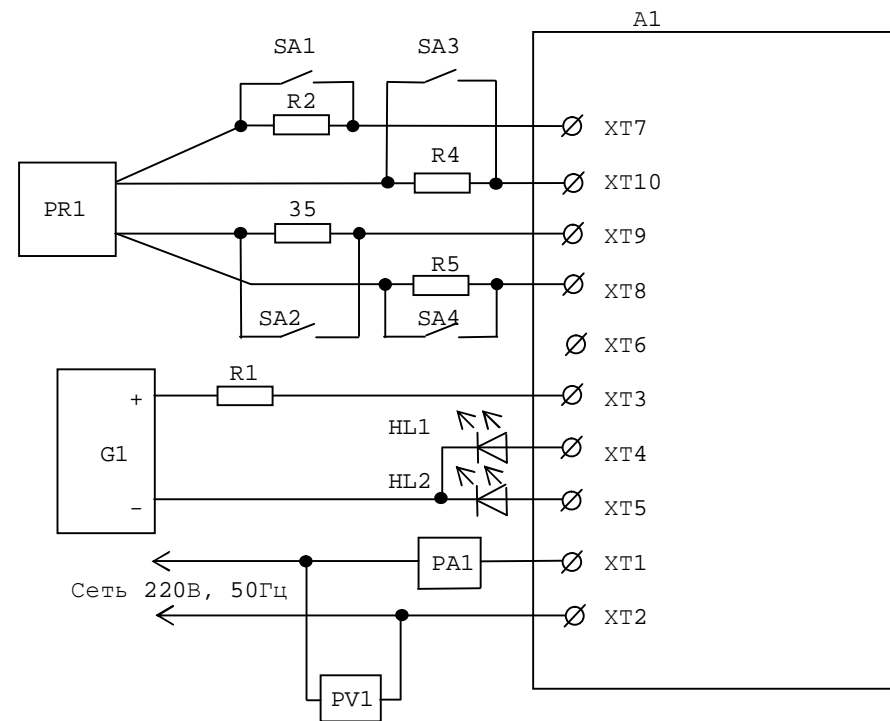 A1
SA1
SA3
R2
XT7
R4
XT10
PR1
35
XT9
R5
XT8
SA2
SA4
XT6
R1
+
XT3
HL1
G1
XT4
HL2
−
XT5
PA1
XT1
Сеть 220В, 50Гц
XT2
PV1